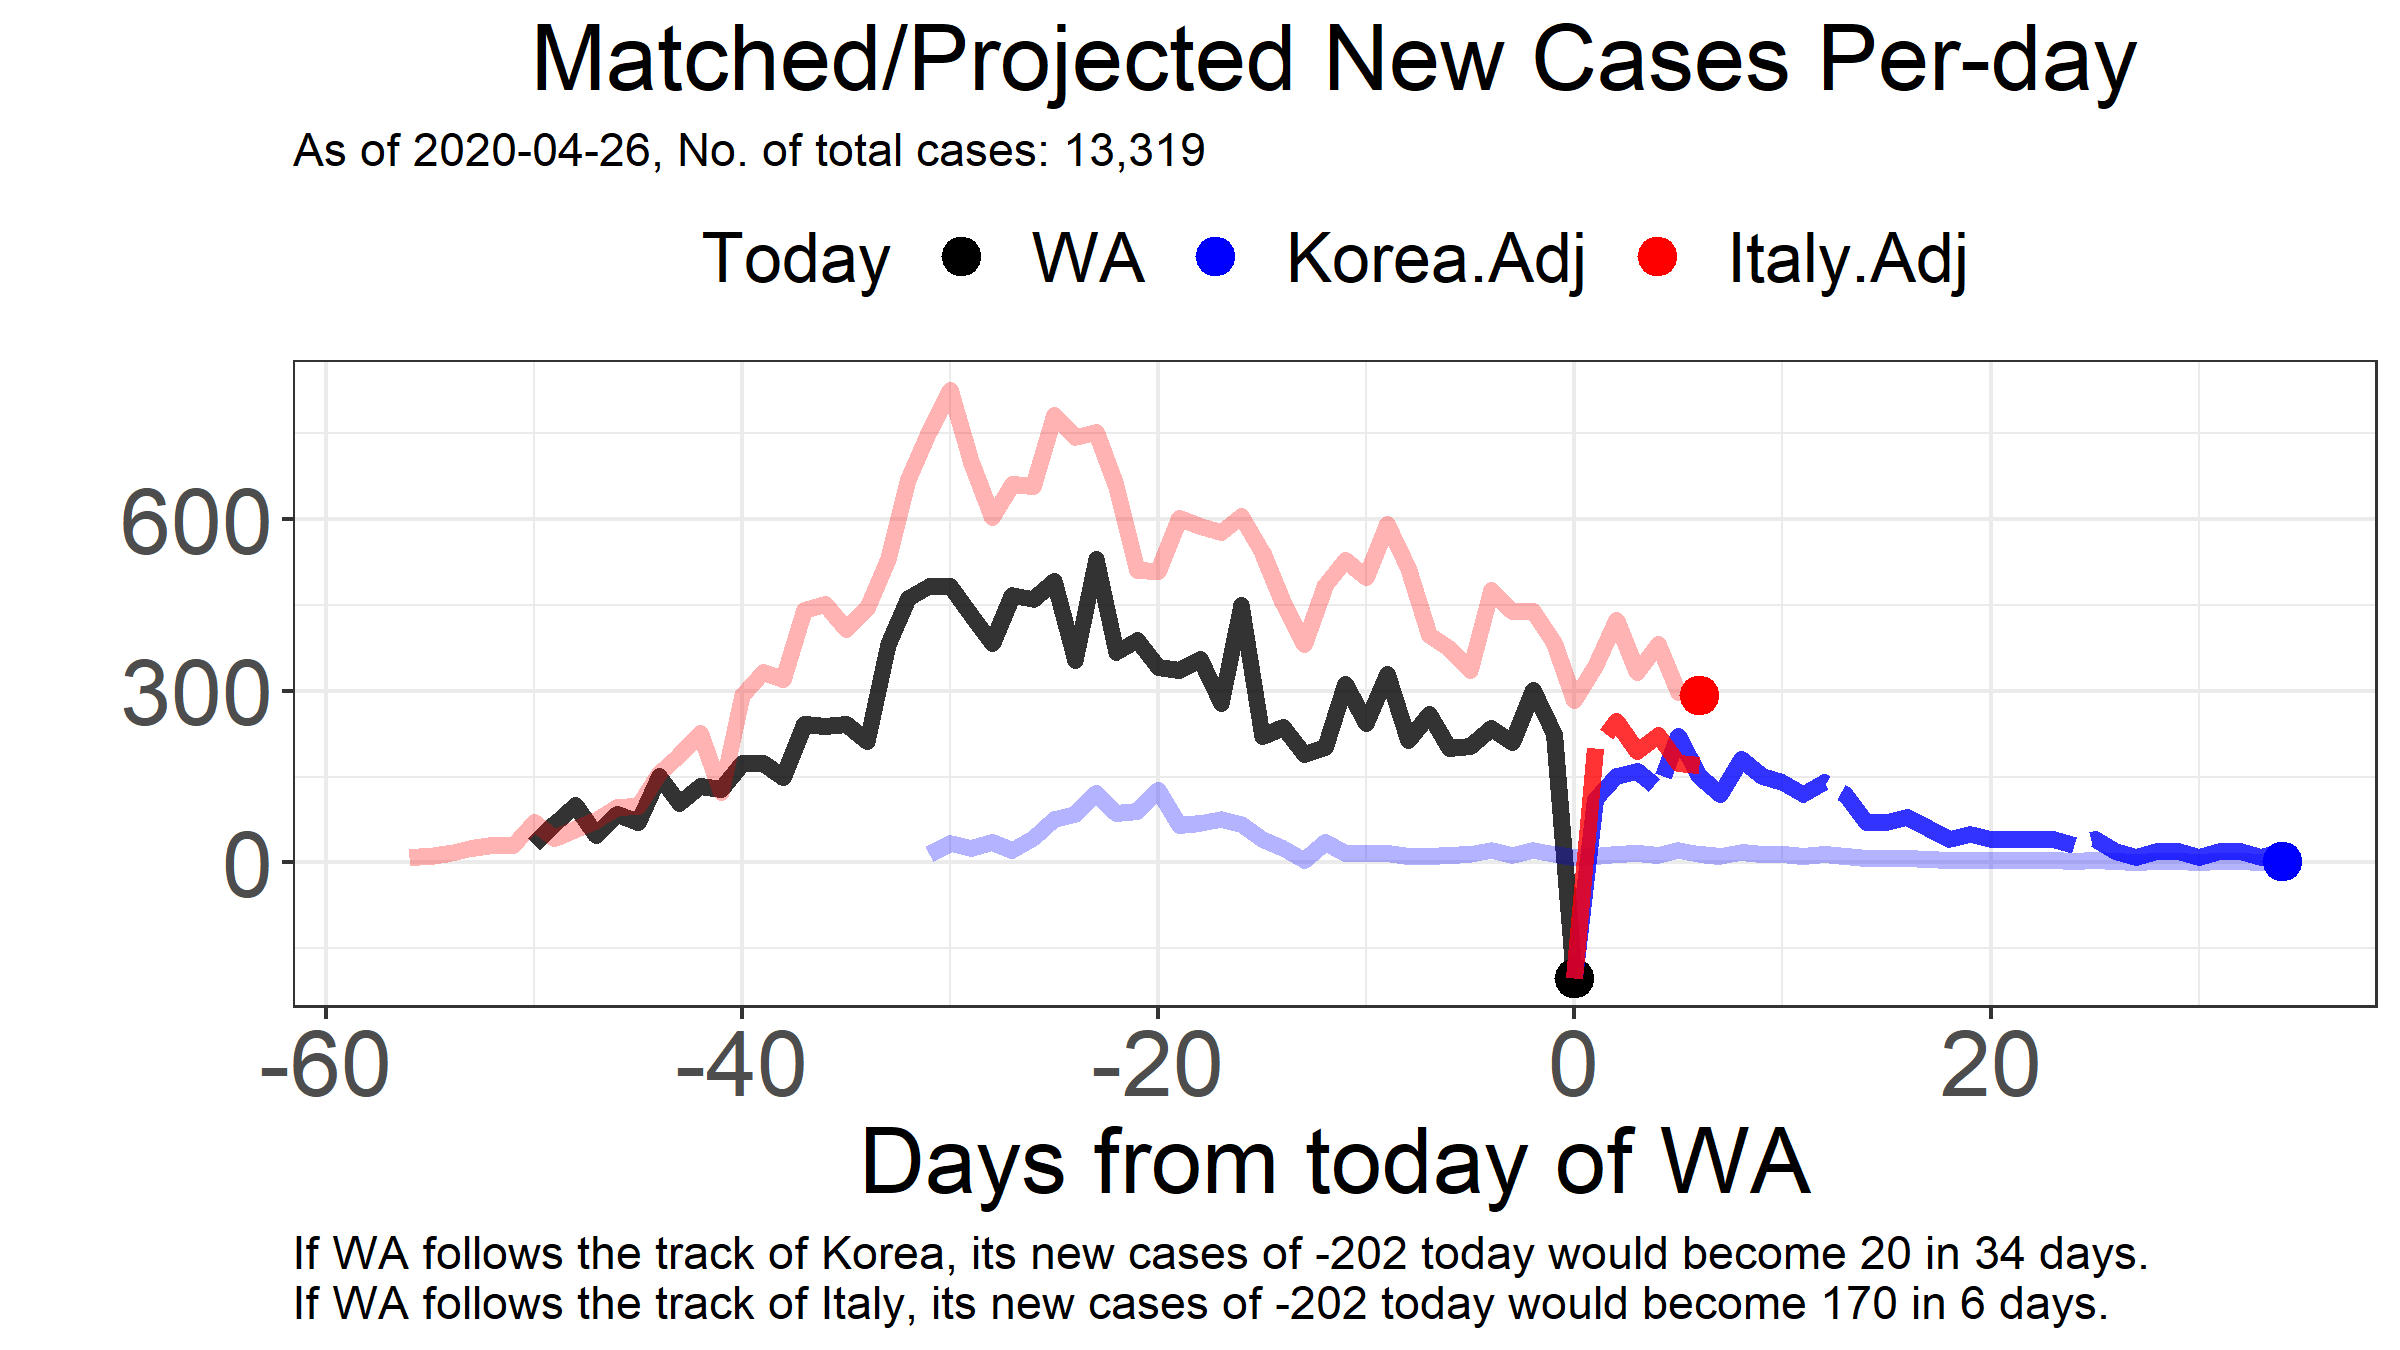 Matched/Projected New Cases Per-day
As of 2020-04-26, No. of total cases: 13,319
Today WA Korea.Adj Italy.Adj
600
300
0
-60 -40 -20 0 20
Days from today of WA
If WA follows the track of Korea, its new cases of -202 today would become 20 in 34 days.
If WA follows the track of Italy, its new cases of -202 today would become 170 in 6 days.